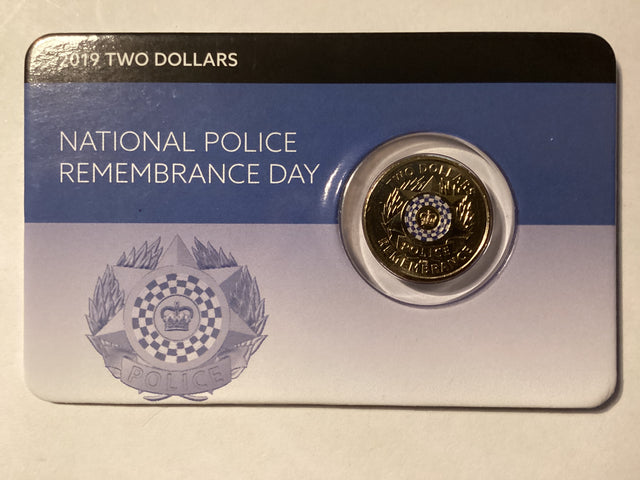 2019 TWO DOLLARS
NATIONAL POLICE
REMEMBRANCE DAY
TWO DOLLARS
POLICE
REMEMBRANCE
POLICE